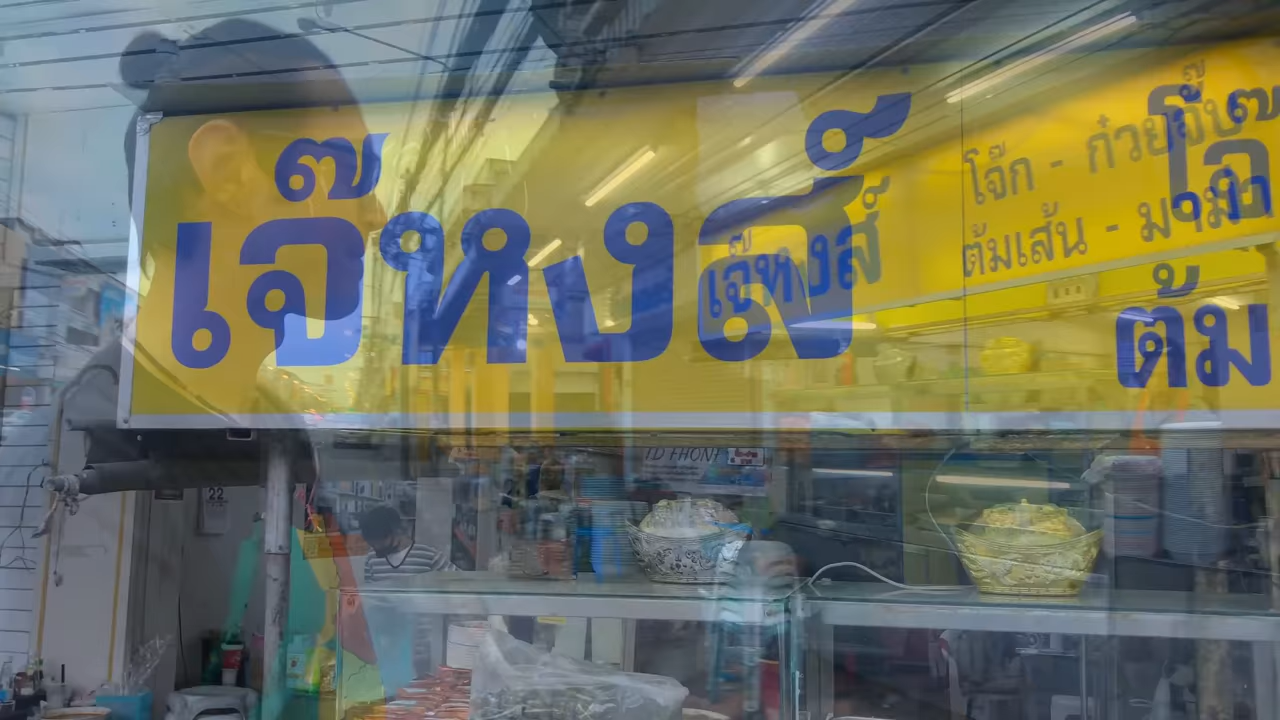 เจ๊หงส์
เจ๊หงส์
โจ๊ก - ก๋วยจั๊บ
ต้มเส้น - มาม่า
ต้ม
22